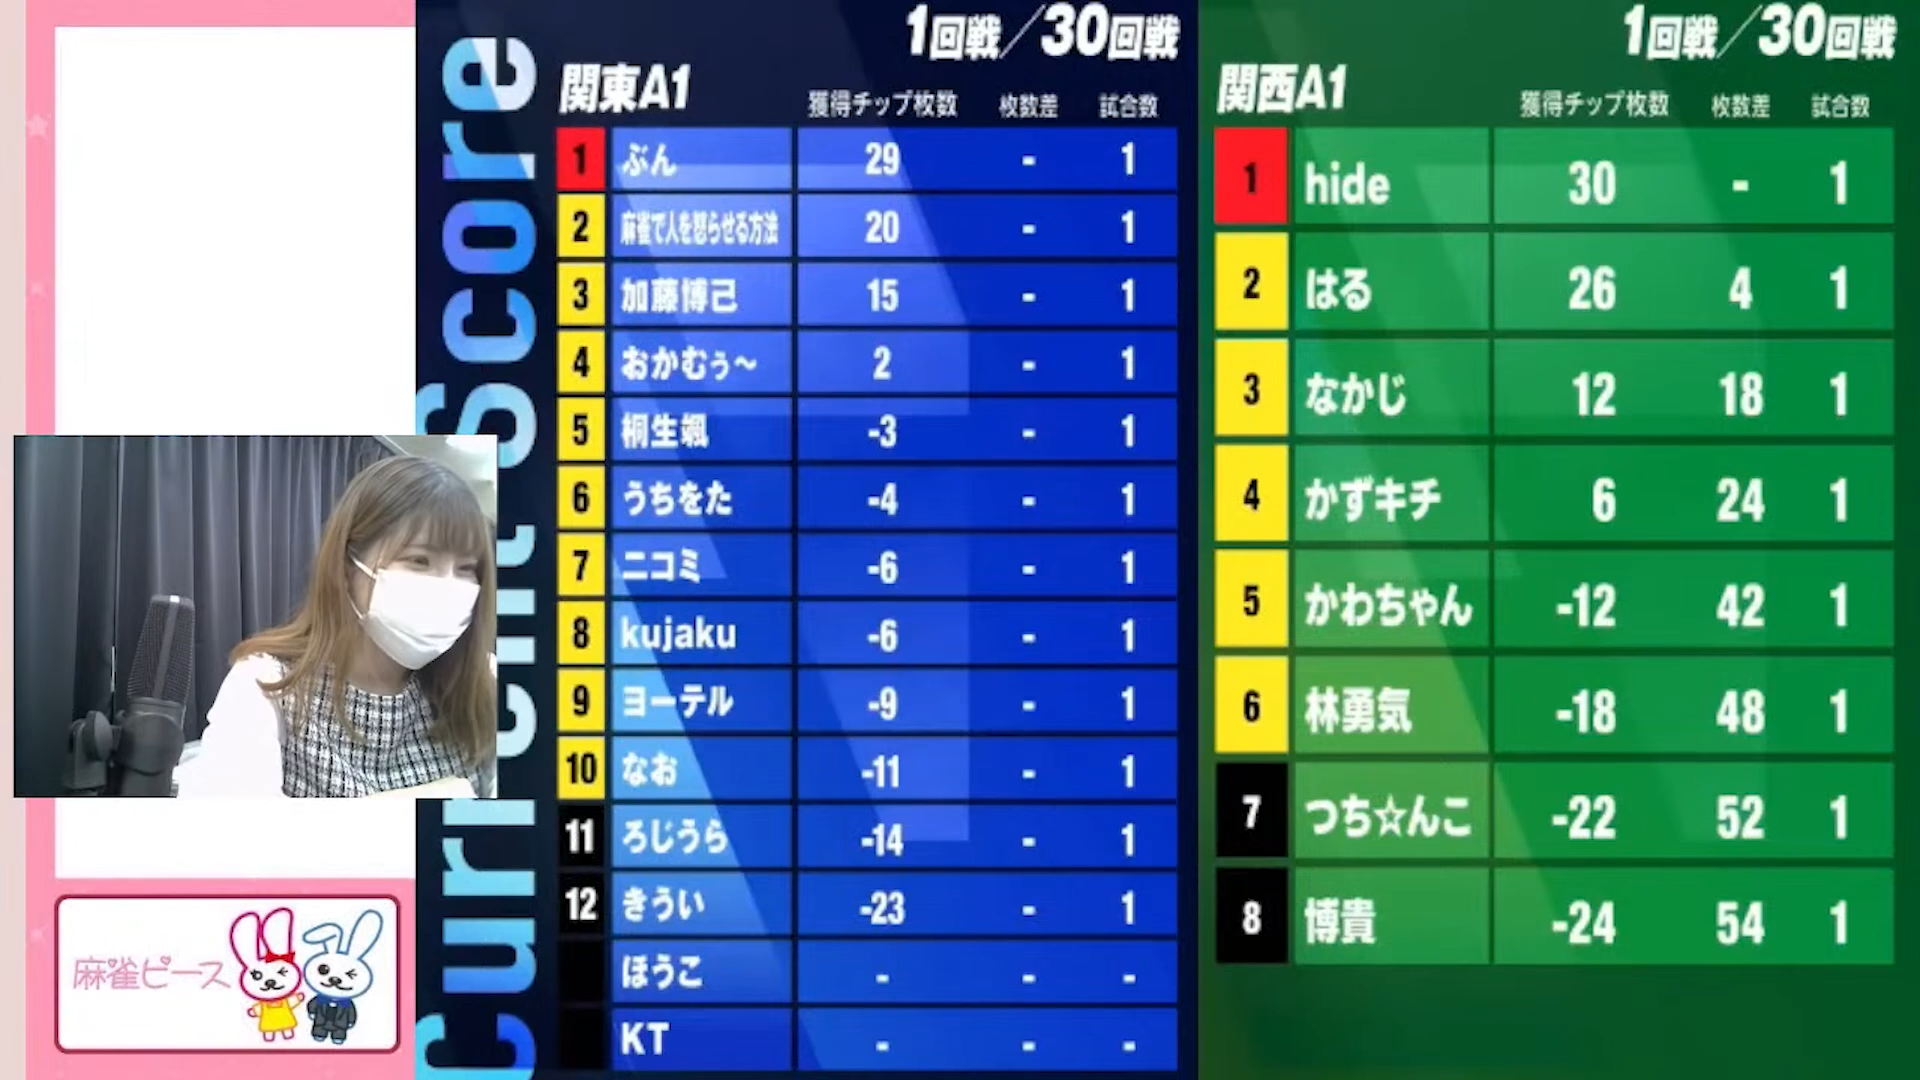 Current Score
1回戦／30回戦
関東A1
獲得チップ枚数 枚数差 試合数
1 ぶん 29 - 1
2 麻雀で人を怒らせる方法 20 - 1
3 加藤博己 15 - 1
4 おかむぅ～ 2 - 1
5 桐生颯 -3 - 1
6 うちをた -4 - 1
7 ニコミ -6 - 1
8 kujaku -6 - 1
9 ヨーテル -9 - 1
10 なお -11 - 1
11 ろじうら -14 - 1
12 きうい -23 - 1
ほうこ - - -
KT - - -
1回戦／30回戦
関西A1
獲得チップ枚数 枚数差 試合数
1 hide 30 - 1
2 はる 26 4 1
3 なかじ 12 18 1
4 かずキチ 6 24 1
5 かわちゃん -12 42 1
6 林勇気 -18 48 1
7 つち☆んこ -22 52 1
8 博貴 -24 54 1
麻雀ピース